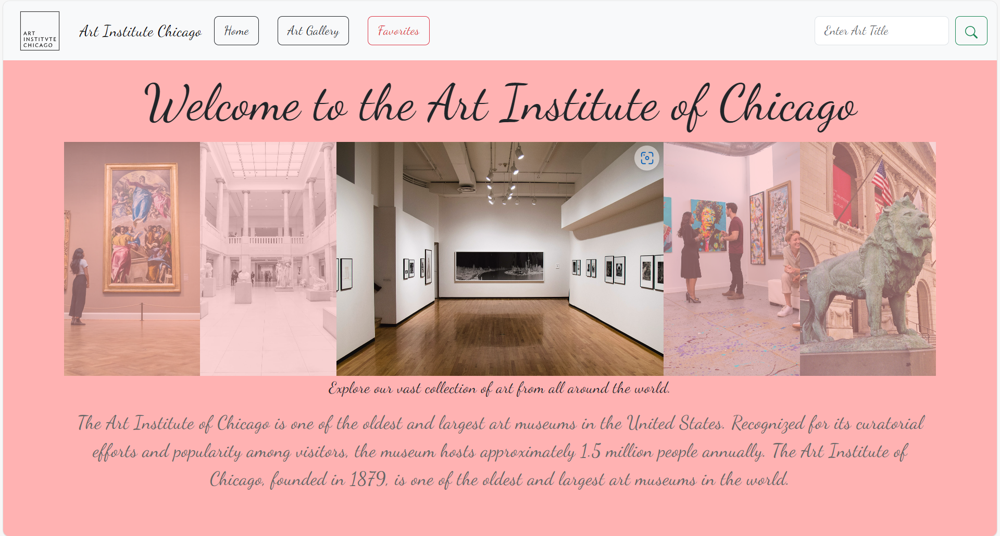 ART
INSTITVTE
CHICAGO
Art Institute Chicago
Home
Art Gallery
Favorites
Enter Art Title
Welcome to the Art Institute of Chicago
Explore our vast collection of art from all around the world.
The Art Institute of Chicago is one of the oldest and largest art museums in the United States. Recognized for its curatorial
efforts and popularity among visitors, the museum hosts approximately 1.5 million people annually. The Art Institute of
Chicago, founded in 1879, is one of the oldest and largest art museums in the world.